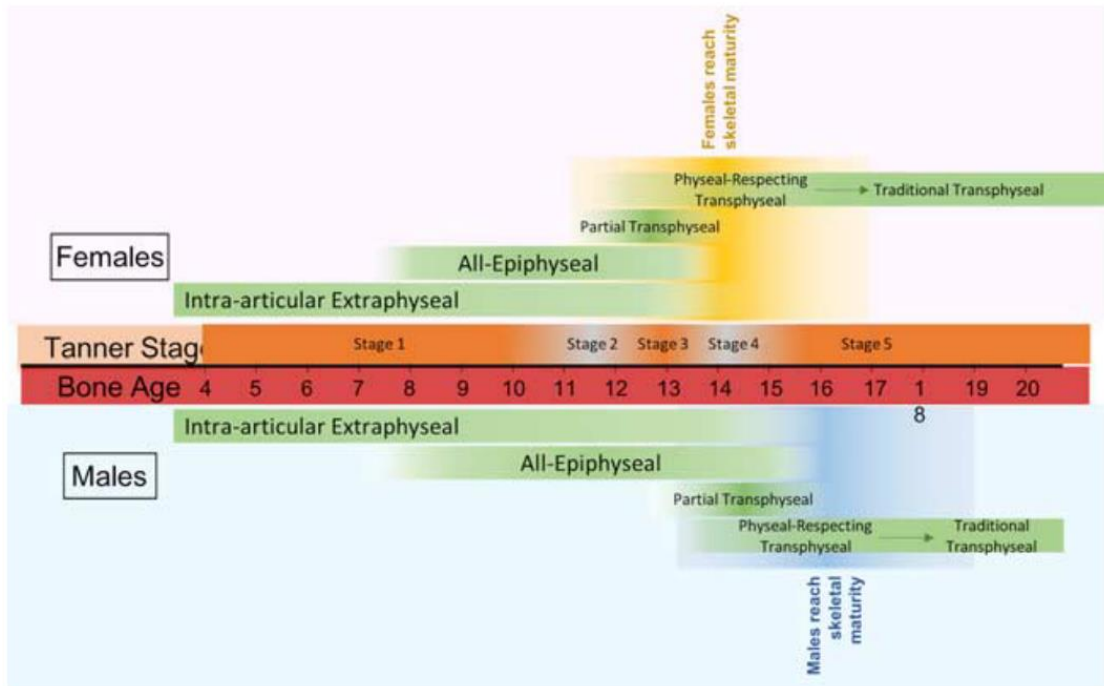 Females reach
skeletal maturity
Physeal-Respecting
Transphyseal
Traditional Transphyseal
Partial Transphyseal
Females
All-Epiphyseal
Intra-articular Extraphyseal
Tanner Stag
Stage 1
Stage 2
Stage 3
Stage 4
Stage 5
Bone Age 4 5 6 7 8 9 10 11 12 13 14 15 16 17 1 19 20
8
Intra-articular Extraphyseal
All-Epiphyseal
Males
Partial Transphyseal
Physeal-Respecting
Transphyseal
Traditional
Transphyseal
Males reach
skeletal
maturity